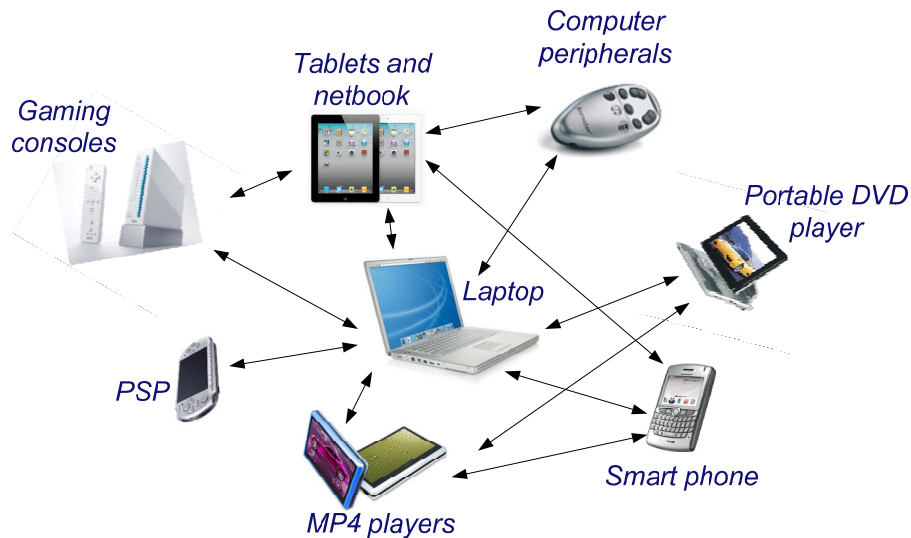 Computer
peripherals
Tablets and
netbook
Gaming
consoles
Portable DVD
player
Laptop
PSP
Smart phone
MP4 players